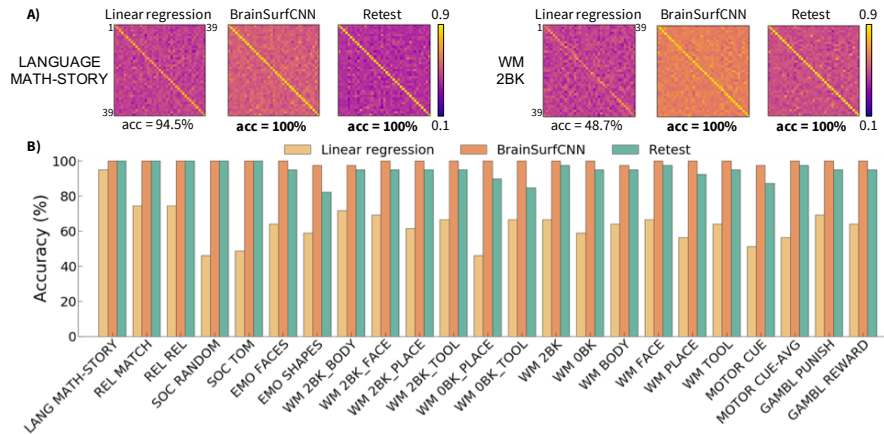 A)
Linear regression
BrainSurfCNN
Retest
0.9
Linear regression
BrainSurfCNN
Retest
0.9
1
39
1
39
LANGUAGE
MATH-STORY
WM
2BK
39
0.1
39
0.1
acc = 94.5%
acc = 100%
acc = 100%
acc = 48.7%
acc = 100%
acc = 100%
B)
Linear regression
BrainSurfCNN
Retest
Accuracy (%)
100
80
60
40
20
0
LANG MATH-STORY
REL MATCH
REL REL
SOC RANDOM
SOC TOM
EMO FACES
EMO SHAPES
WM 2BK_BODY
WM 2BK_FACE
WM 2BK_PLACE
WM 2BK_TOOL
WM 0BK_PLACE
WM 0BK_TOOL
WM 2BK
WM 0BK
WM BODY
WM FACE
WM PLACE
WM TOOL
MOTOR CUE
MOTOR CUE-AVG
GAMBL PUNISH
GAMBL REWARD